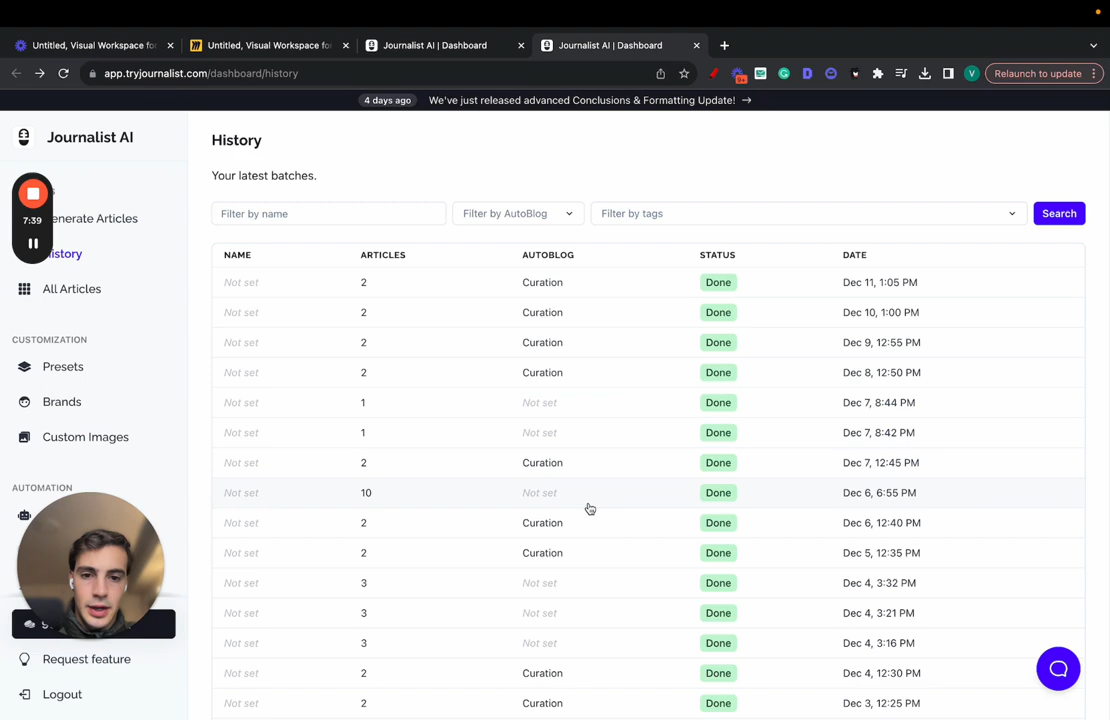 Untitled, Visual Workspace for
Untitled, Visual Workspace for
Journalist AI | Dashboard
Journalist AI | Dashboard
app.tryjournalist.com/dashboard/history
9+
V
Relaunch to update
4 days ago
We've just released advanced Conclusions & Formatting Update! →
Journalist AI
7:39
enerate Articles
istory
All Articles
CUSTOMIZATION
Presets
Brands
Custom Images
AUTOMATION
Request feature
Logout
History
Your latest batches.
Filter by name
Filter by AutoBlog
Filter by tags
Search
NAME ARTICLES AUTOBLOG STATUS DATE
Not set 2 Curation Done Dec 11, 1:05 PM
Not set 2 Curation Done Dec 10, 1:00 PM
Not set 2 Curation Done Dec 9, 12:55 PM
Not set 2 Curation Done Dec 8, 12:50 PM
Not set 1 Not set Done Dec 7, 8:44 PM
Not set 1 Not set Done Dec 7, 8:42 PM
Not set 2 Curation Done Dec 7, 12:45 PM
Not set 10 Not set Done Dec 6, 6:55 PM
Not set 2 Curation Done Dec 6, 12:40 PM
Not set 2 Curation Done Dec 5, 12:35 PM
Not set 3 Not set Done Dec 4, 3:32 PM
Not set 3 Not set Done Dec 4, 3:21 PM
Not set 3 Not set Done Dec 4, 3:16 PM
Not set 2 Curation Done Dec 4, 12:30 PM
Not set 2 Curation Done Dec 3, 12:25 PM